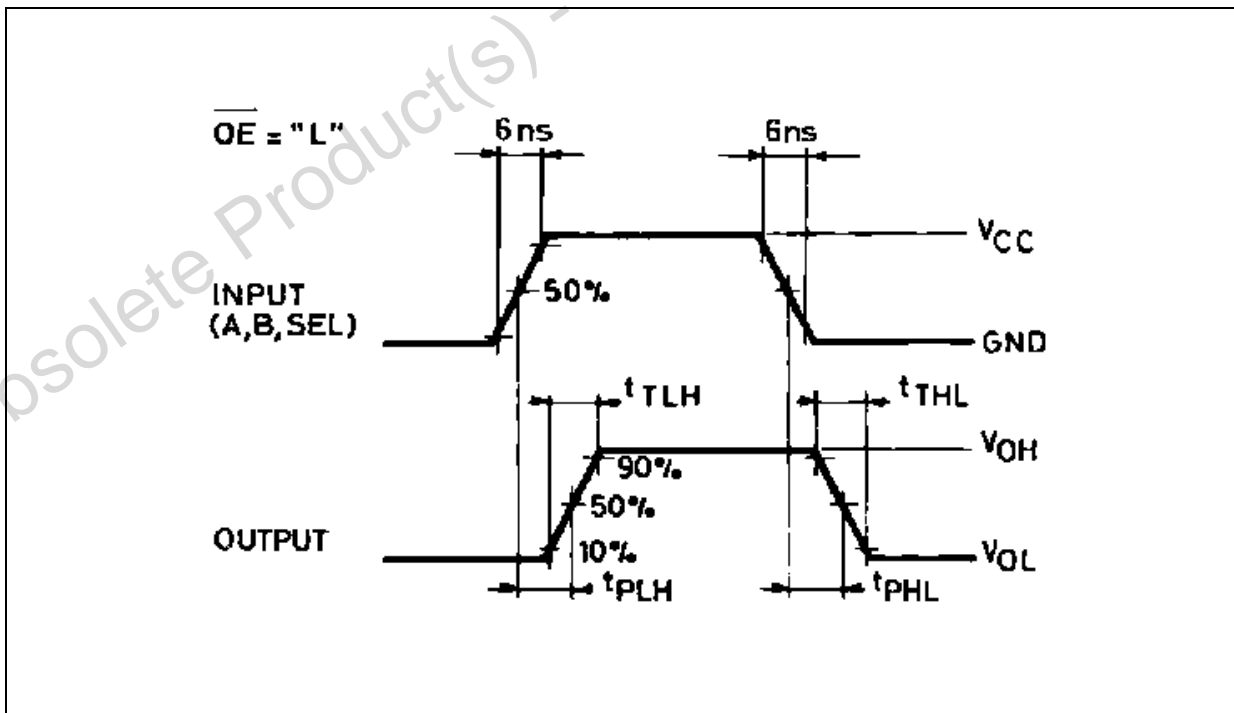 bsolete Product(s) -
OE = "L"
6ns
6ns
VCC
INPUT
(A,B,SEL)
50%
GND
tTLH
tTHL
VOH
90%
50%
OUTPUT
10%
VOL
tPLH
tPHL